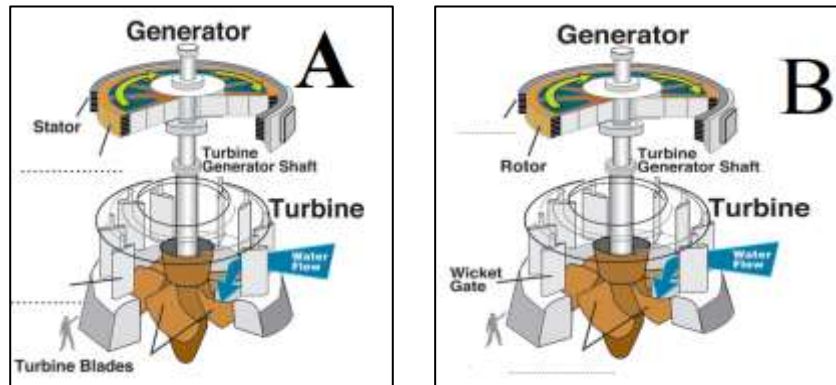 Generator
A
Stator
Turbine
Generator Shaft
Turbine
Water
Flow
Turbine Blades
Generator
B
Rotor
Turbine
Generator Shaft
Turbine
Water
Flow
Wicket
Gate